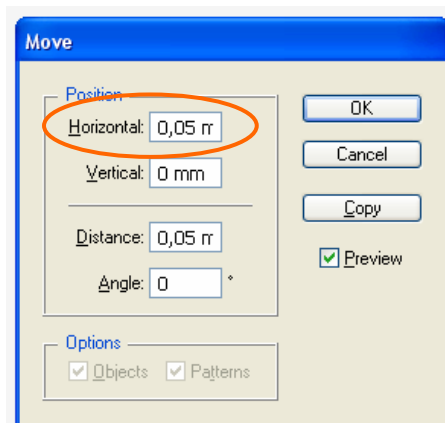 Move
Position
Horizontal: 0,05 m
OK
Vertical: 0 mm
Cancel
Copy
Distance: 0,05 m
Preview
Angle: 0 °
Options
Objects Patterns